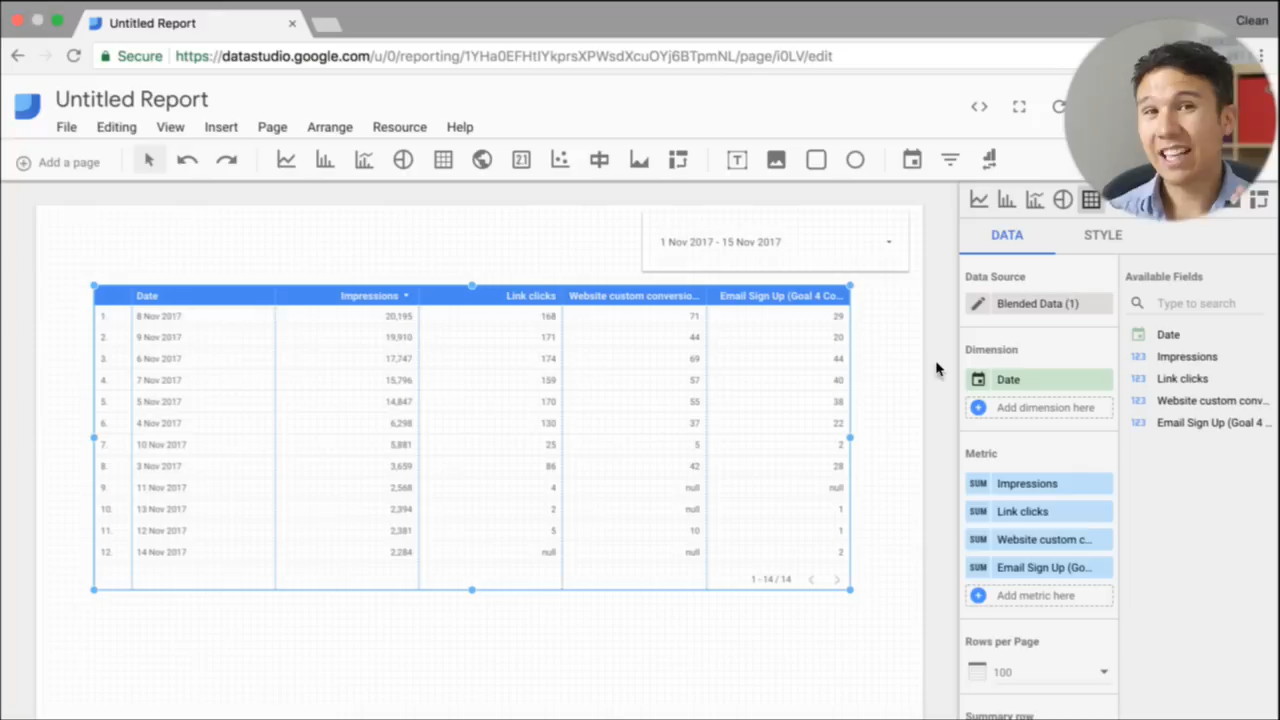 Untitled Report
Clean
Secure
https://datastudio.google.com/u/0/reporting/1YHa0EFHtIYkprsXPWsdXcuOYj6BTpmNL/page/i0LV/edit
Untitled Report
File Editing View Insert Page Arrange Resource Help
Add a page
21
T
DATA STYLE
1 Nov 2017 - 15 Nov 2017
Date Impressions Link clicks Website custom conversio... Email Sign Up (Goal 4 Co...
1. 8 Nov 2017 20,195 168 71 29
2. 9 Nov 2017 19,910 171 44 20
3. 6 Nov 2017 17,747 174 69 44
4. 7 Nov 2017 15,796 159 57 40
5. 5 Nov 2017 14,847 170 55 38
6. 4 Nov 2017 6,298 130 37 22
7. 10 Nov 2017 5,881 25 5 2
8. 3 Nov 2017 3,659 86 42 28
9. 11 Nov 2017 2,568 4 null null
10. 13 Nov 2017 2,394 2 null 1
11. 12 Nov 2017 2,381 5 10 1
12. 14 Nov 2017 2,284 null null 2
1 - 14 / 14
Data Source
Blended Data (1)
Dimension
Date
Add dimension here
Metric
SUM Impressions
SUM Link clicks
SUM Website custom c...
SUM Email Sign Up (Go...
Add metric here
Rows per Page
100
Summary row
Available Fields
Type to search
Date
123 Impressions
123 Link clicks
123 Website custom conv...
123 Email Sign Up (Goal 4 ...